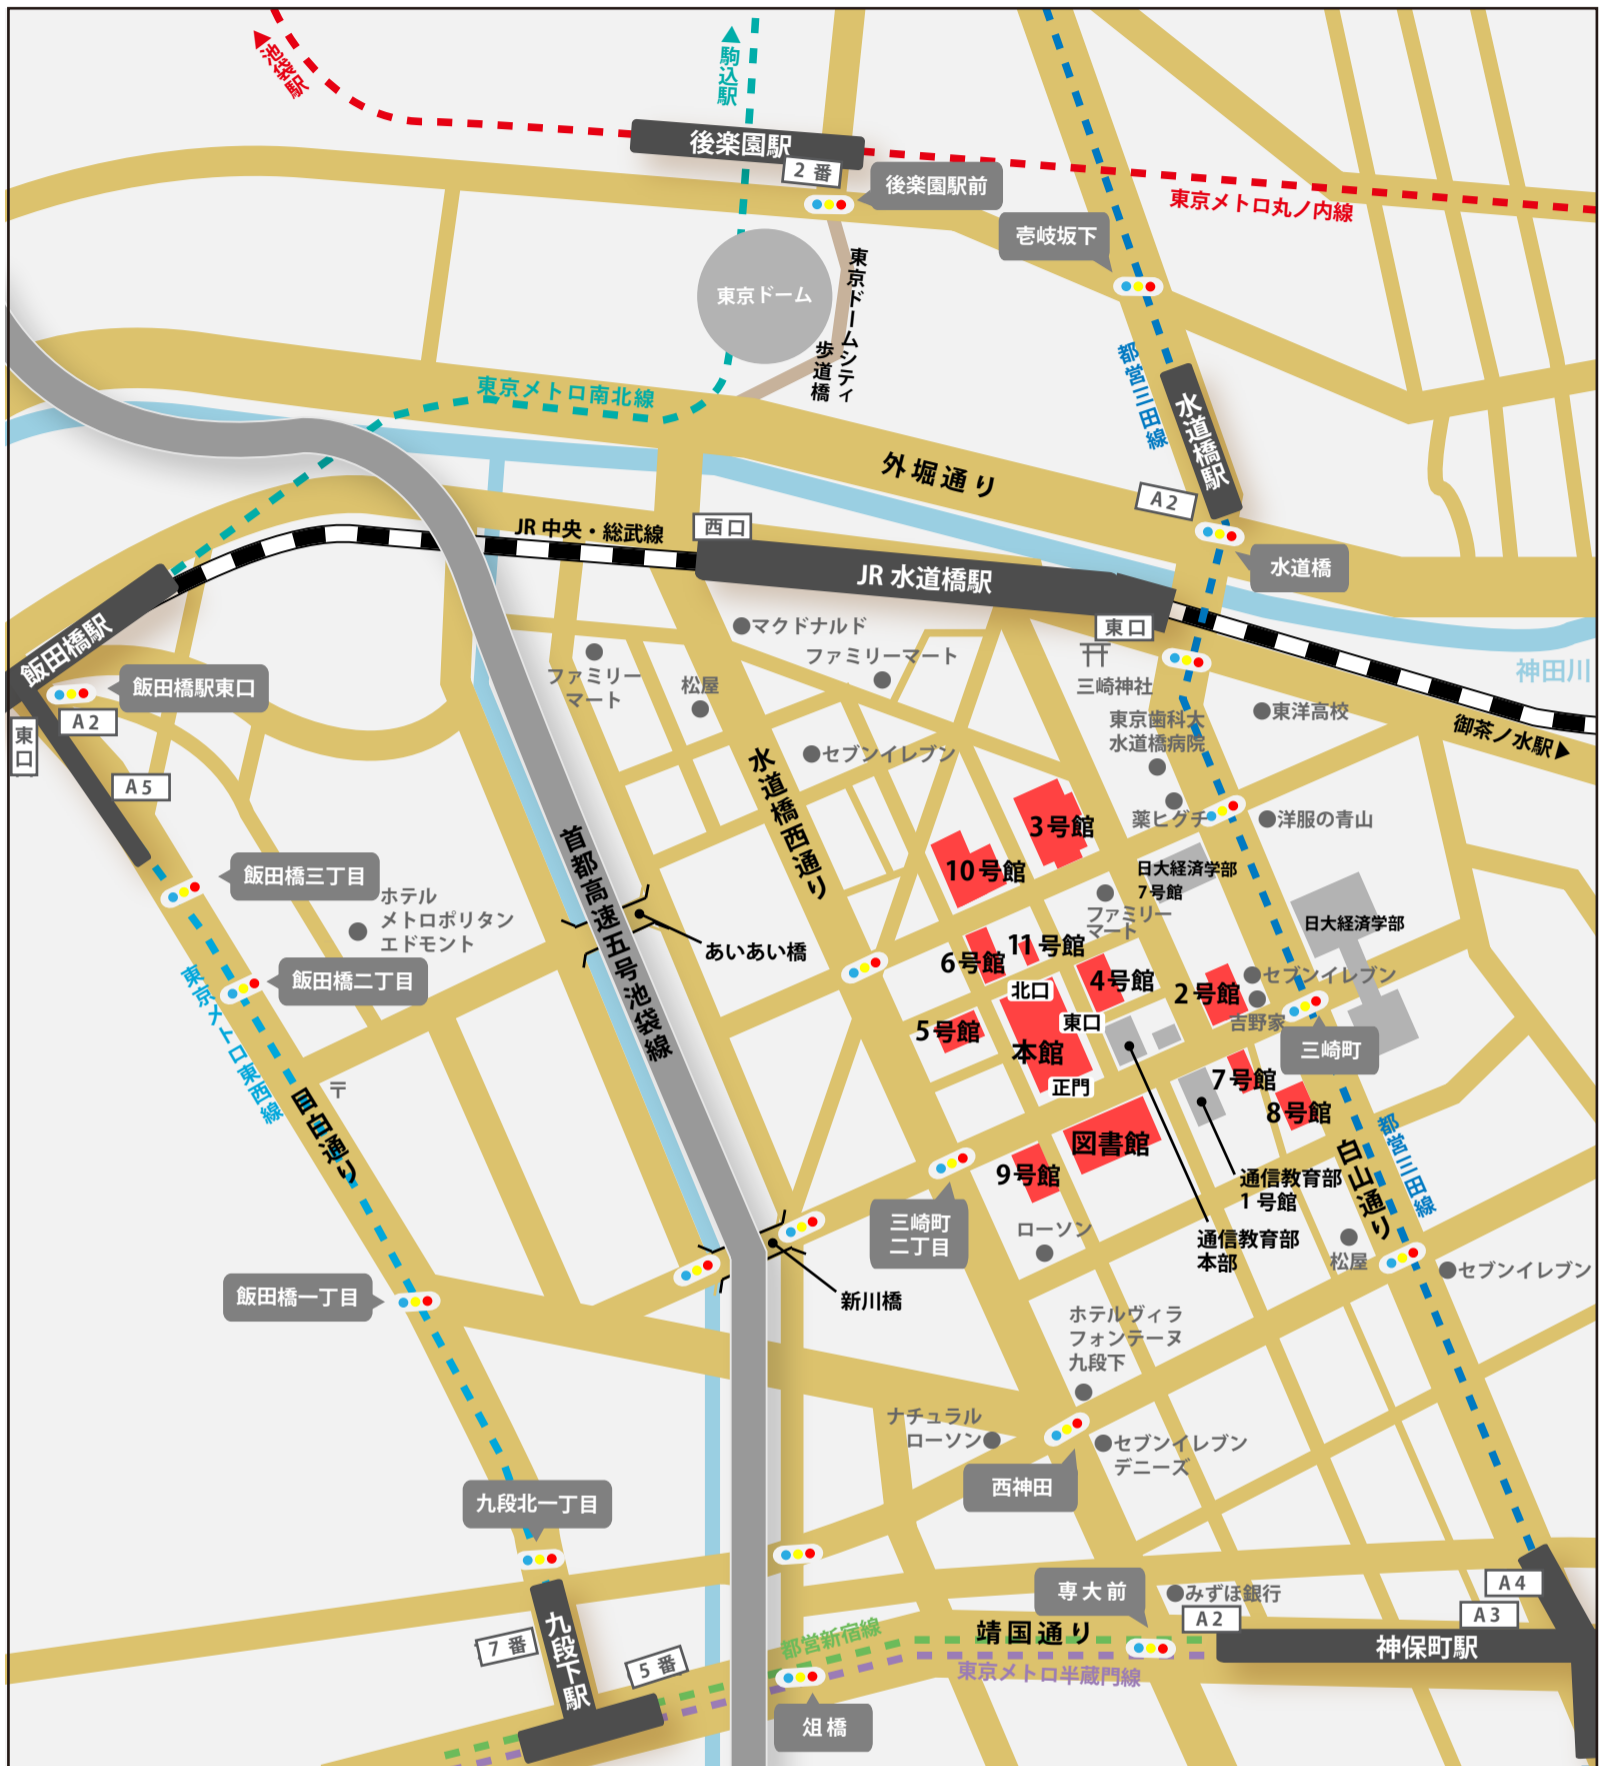 池袋駅
駒込駅
後楽園駅
2番
後楽園駅前
東京メトロ丸ノ内線
壱岐坂下
東京ドーム
東京ドームシティ
歩道橋
都営三田線
水道橋駅
東京メトロ南北線
外堀通り
A2
水道橋
JR中央・総武線
西口
JR 水道橋駅
東口
神田川
御茶ノ水駅
飯田橋駅
飯田橋駅東口
A2
東口
A5
マクドナルド
ファミリーマート
ファミリー
マート
松屋
三崎神社
東京歯科大
水道橋病院
東洋高校
セブンイレブン
水道橋西通り
薬ヒグチ
洋服の青山
3号館
10号館
日大経済学部
7号館
ファミリー
マート
日大経済学部
首都高速五号池袋線
飯田橋三丁目
ホテル
メトロポリタン
エドモント
あいあい橋
飯田橋二丁目
東京メトロ東西線
11号館
6号館
4号館
北口
2号館
セブンイレブン
吉野家
東口
5号館
本館
三崎町
正門
7号館
8号館
図書館
9号館
〒
目白通り
通信教育部
1号館
通信教育部
本部
白山通り
都営三田線
三崎町
二丁目
ローソン
松屋
セブンイレブン
新川橋
飯田橋一丁目
ホテルヴィラ
フォンテーヌ
九段下
ナチュラル
ローソン
セブンイレブン
デニーズ
西神田
九段北一丁目
専大前
みずほ銀行
A2
A4
A3
靖国通り
神保町駅
都営新宿線
東京メトロ半蔵門線
7番
九段下駅
5番
俎橋